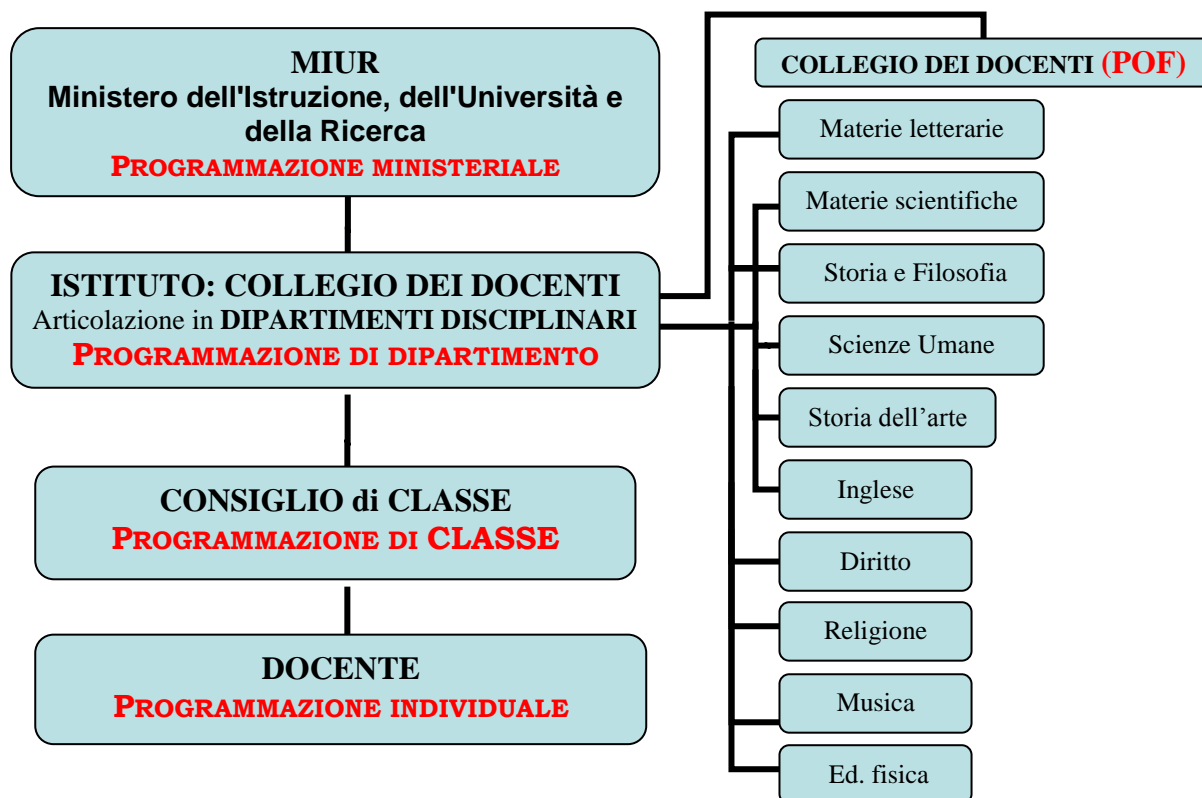 MIUR
Ministero dell'Istruzione, dell'Università e
della Ricerca
PROGRAMMAZIONE MINISTERIALE
ISTITUTO: COLLEGIO DEI DOCENTI
Articolazione in DIPARTIMENTI DISCIPLINARI
PROGRAMMAZIONE DI DIPARTIMENTO
CONSIGLIO di CLASSE
PROGRAMMAZIONE DI CLASSE
DOCENTE
PROGRAMMAZIONE INDIVIDUALE
COLLEGIO DEI DOCENTI (POF)
Materie letterarie
Materie scientifiche
Storia e Filosofia
Scienze Umane
Storia dell’arte
Inglese
Diritto
Religione
Musica
Ed. fisica